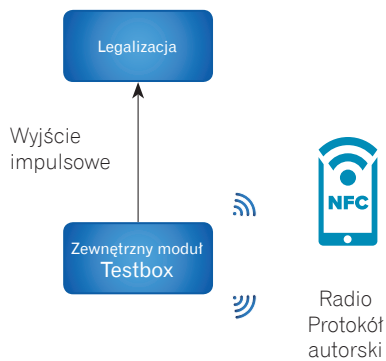 Legalizacja
Wyjście
impulsowe
NFC
Zewnętrzny moduł
Testbox
Radio
Protokół
autorski